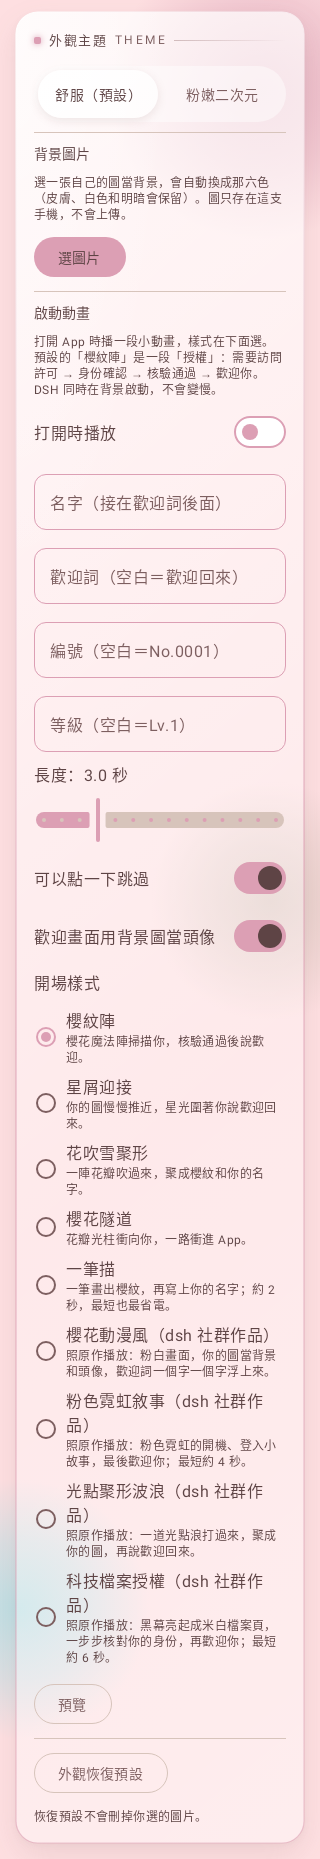 外觀主題 THEME
舒服（預設）
粉嫩二次元
背景圖片
選一張自己的圖當背景，會自動換成那六色
（皮膚、白色和明暗會保留）。圖只存在這支
手機，不會上傳。
選圖片
啟動動畫
打開 App 時播一段小動畫，樣式在下面選。
預設的「櫻紋陣」是一段「授權」：需要訪問
許可 → 身份確認 → 核驗通過 → 歡迎你。
DSH 同時在背景啟動，不會變慢。
打開時播放
名字（接在歡迎詞後面）
歡迎詞（空白＝歡迎回來）
編號（空白＝No.0001）
等級（空白＝Lv.1）
長度：3.0 秒
可以點一下跳過
歡迎畫面用背景圖當頭像
開場樣式
櫻紋陣
櫻花魔法陣掃描你，核驗通過後說歡
迎。
星屑迎接
你的圖慢慢推近，星光圍著你說歡迎回
來。
花吹雪聚形
一陣花瓣吹過來，聚成櫻紋和你的名
字。
櫻花隧道
花瓣光柱衝向你，一路衝進 App。
一筆描
一筆畫出櫻紋，再寫上你的名字；約 2
秒，最短也最省電。
櫻花動漫風（dsh 社群作品）
照原作播放：粉白畫面，你的圖當背景
和頭像，歡迎詞一個字一個字浮上來。
粉色霓虹敘事（dsh 社群作
品）
照原作播放：粉色霓虹的開機、登入小
故事，最後歡迎你；最短約 4 秒。
光點聚形波浪（dsh 社群作
品）
照原作播放：一道光點浪打過來，聚成
你的圖，再說歡迎回來。
科技檔案授權（dsh 社群作
品）
照原作播放：黑幕亮起成米白檔案頁，
一步步核對你的身份，再歡迎你；最短
約 6 秒。
預覽
外觀恢復預設
恢復預設不會刪掉你選的圖片。